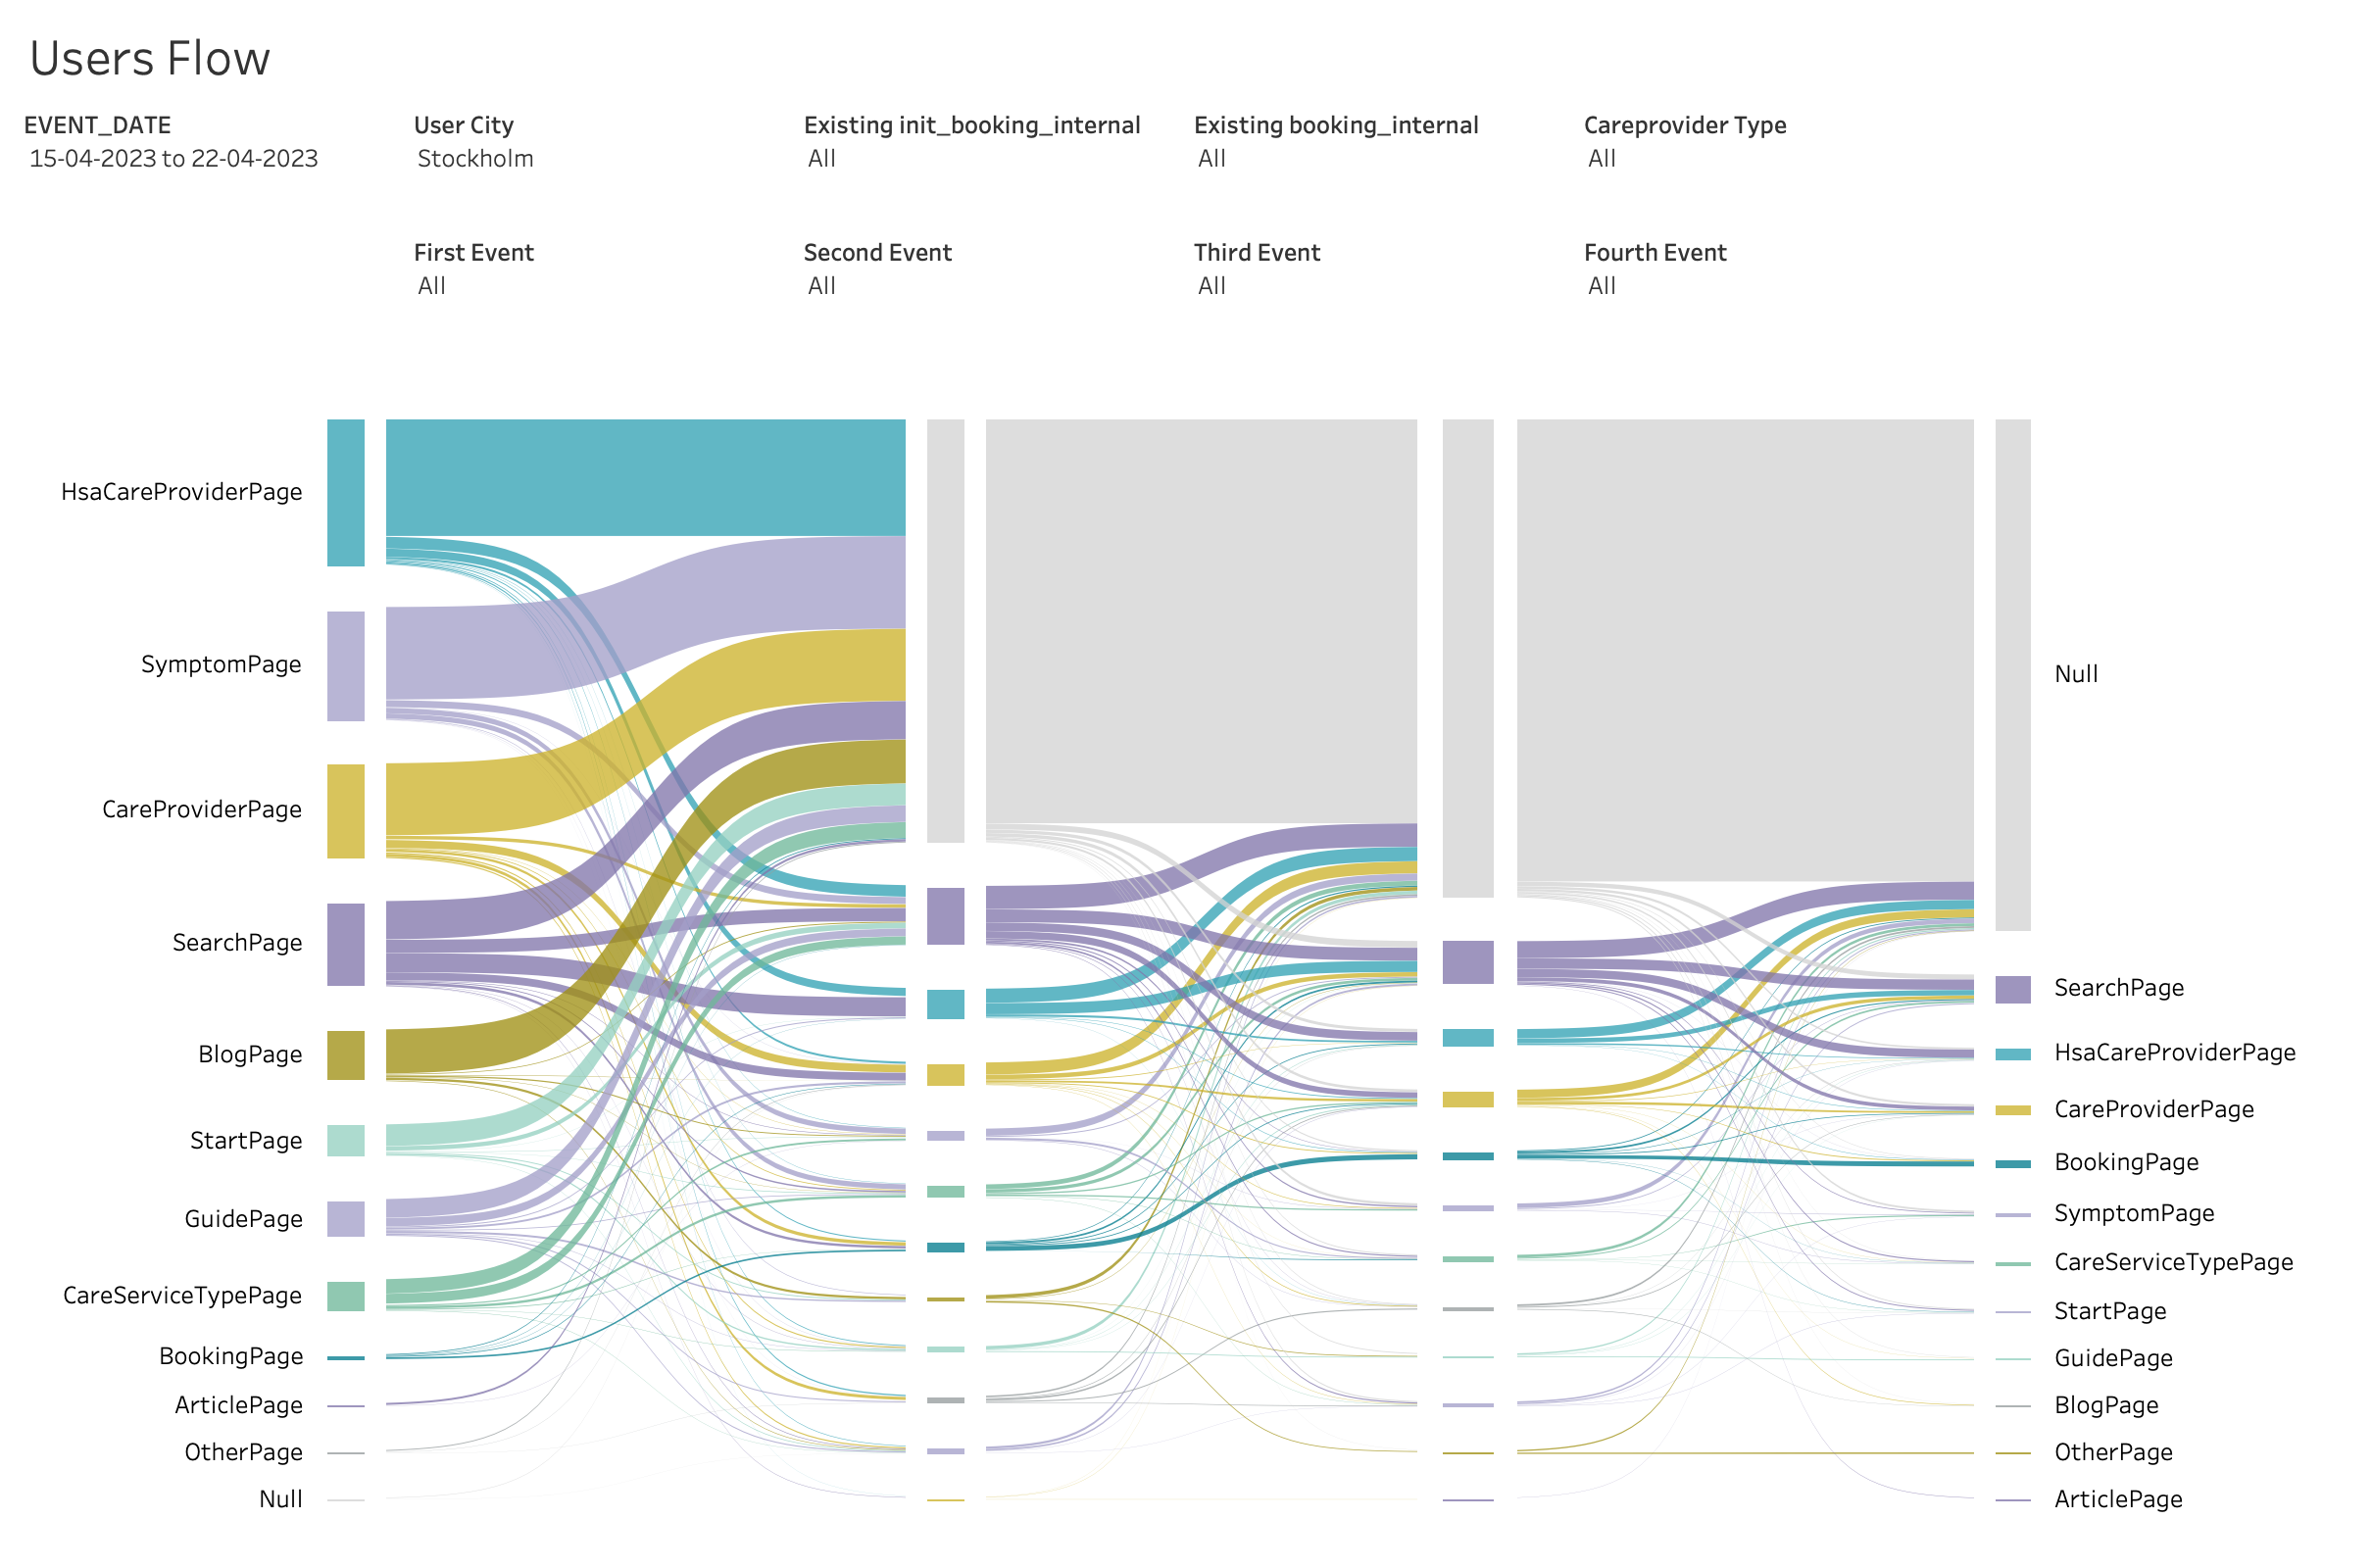 Users Flow
EVENT_DATE
15-04-2023 to 22-04-2023
User City
Stockholm
Existing init_booking_internal
All
Existing booking_internal
All
Careprovider Type
All
First Event
All
Second Event
All
Third Event
All
Fourth Event
All
HsaCareProviderPage
SymptomPage
CareProviderPage
SearchPage
BlogPage
StartPage
GuidePage
CareServiceTypePage
BookingPage
ArticlePage
OtherPage
Null
Null
SearchPage
HsaCareProviderPage
CareProviderPage
BookingPage
SymptomPage
CareServiceTypePage
StartPage
GuidePage
BlogPage
OtherPage
ArticlePage